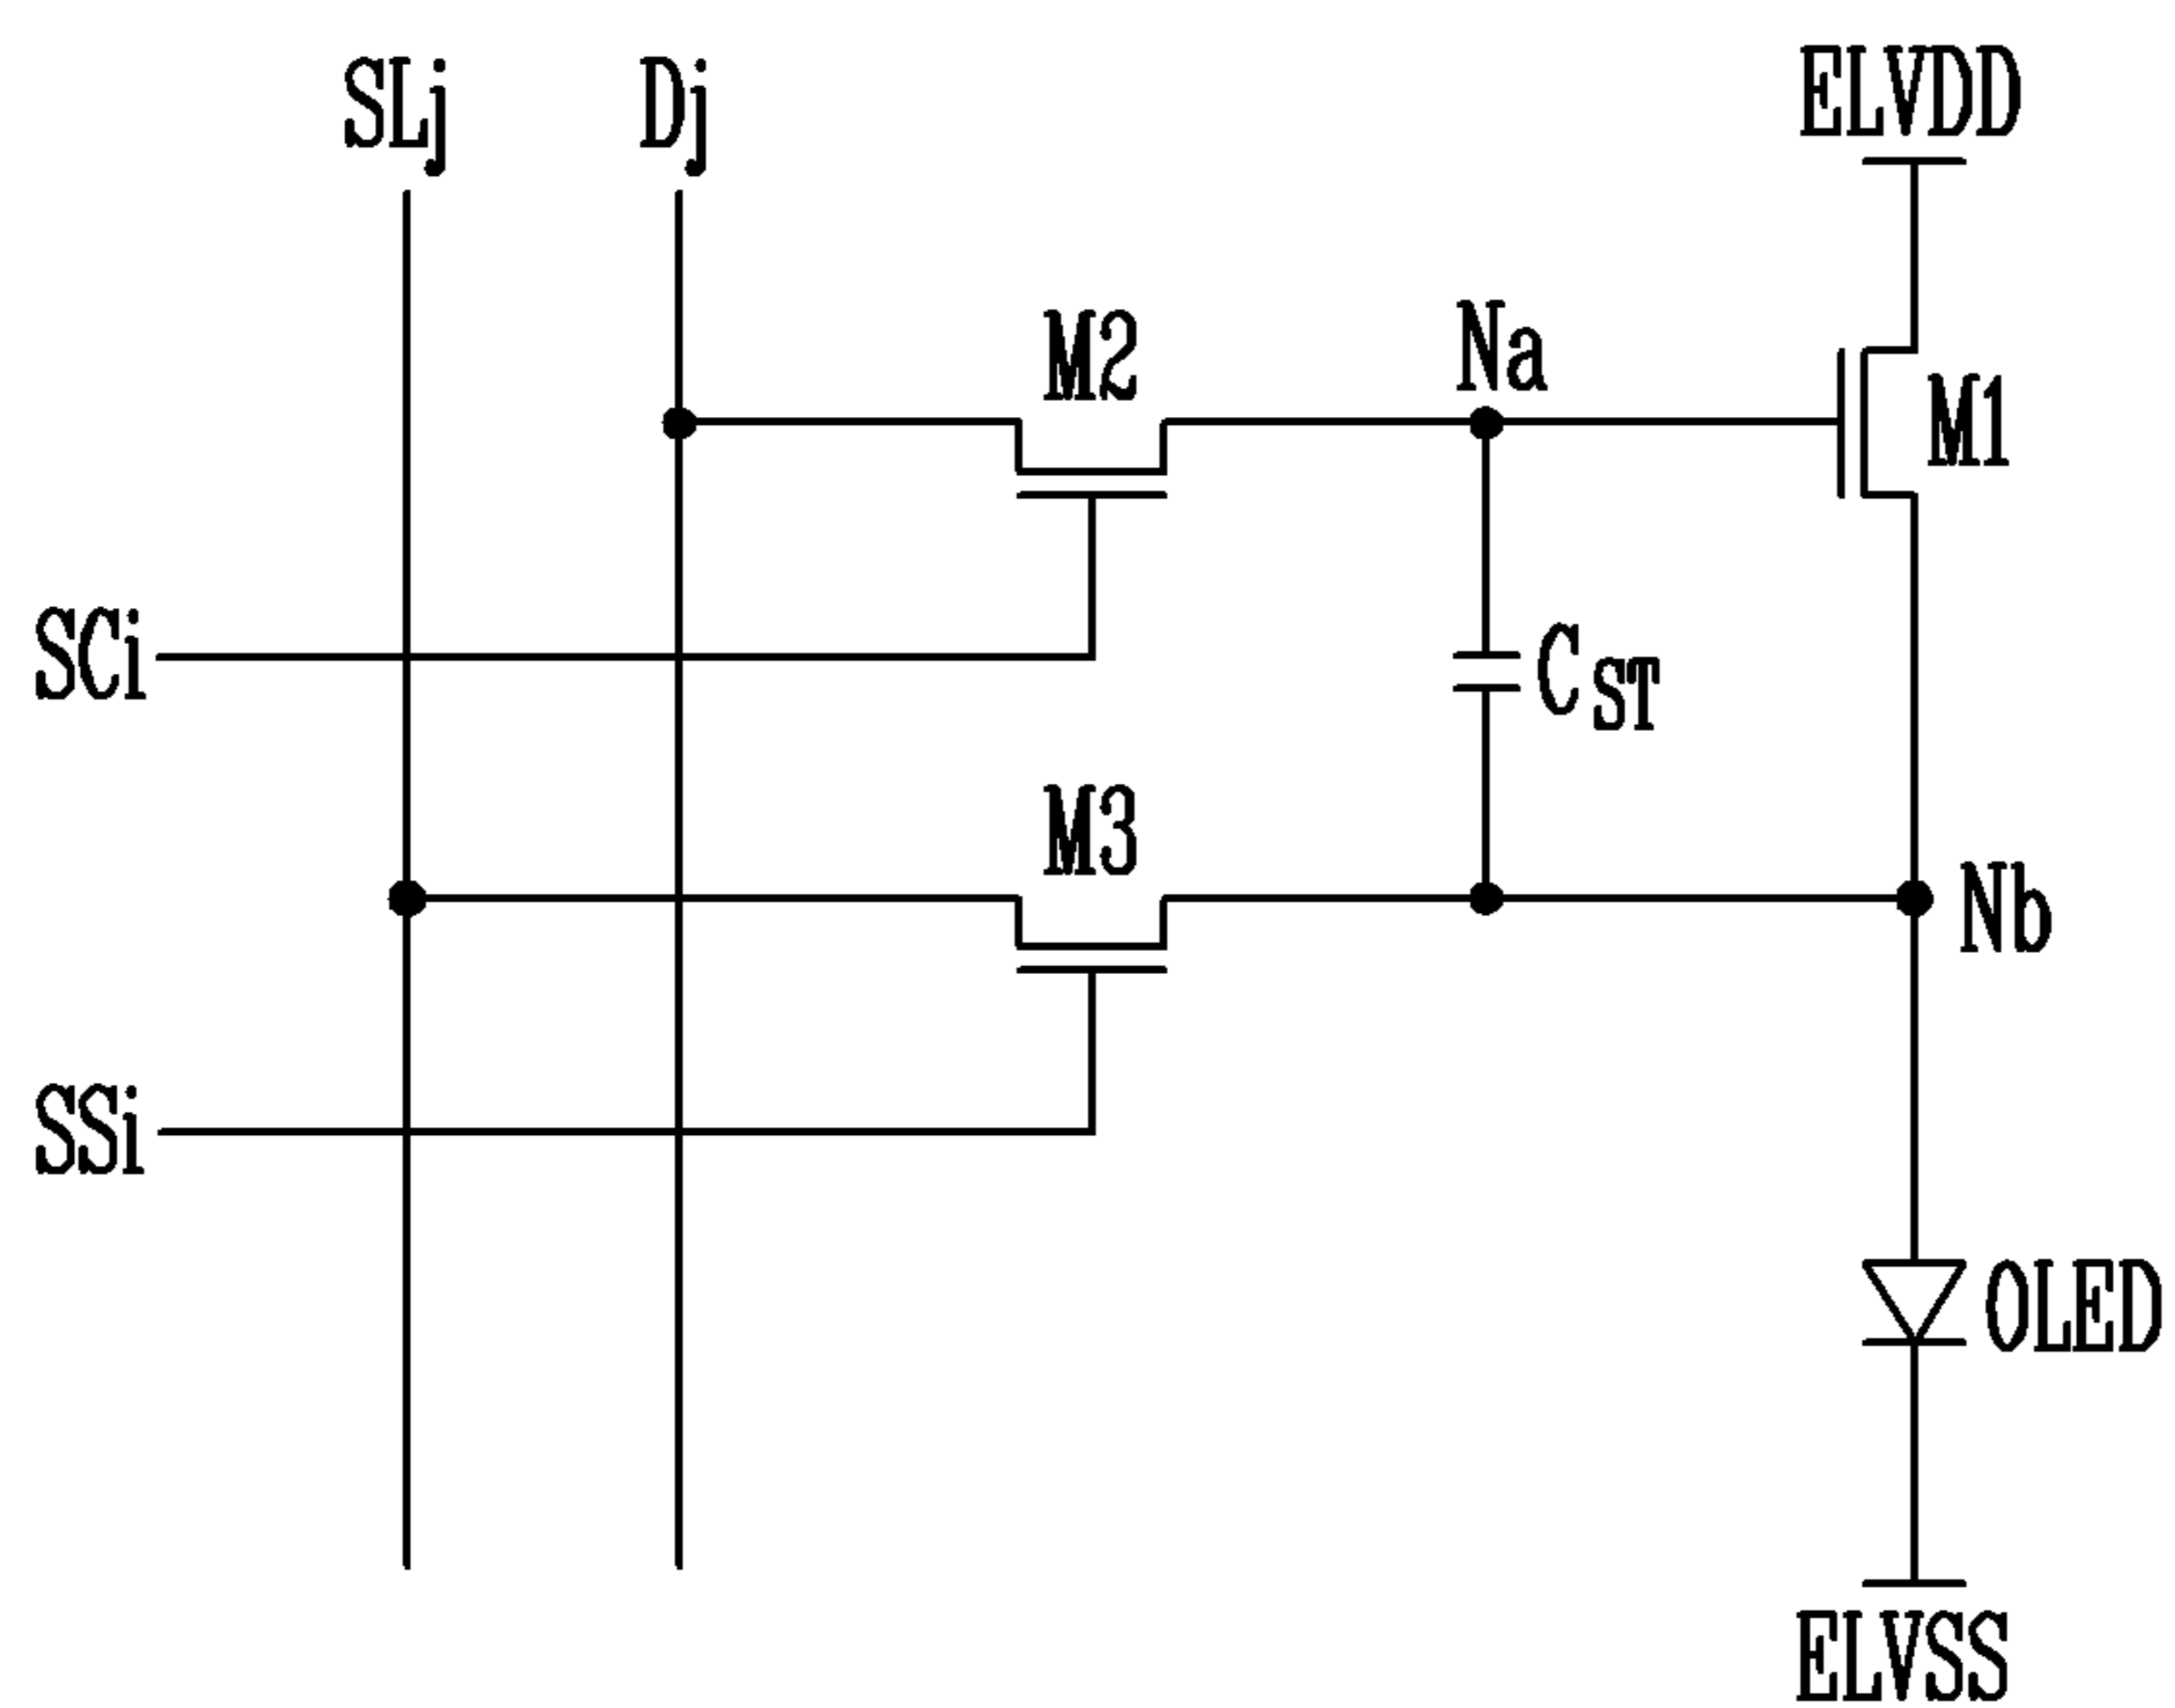 SLj
Dj
ELVDD
M2
Na
M1
SCi
CST
M3
Nb
SSi
OLED
ELVSS